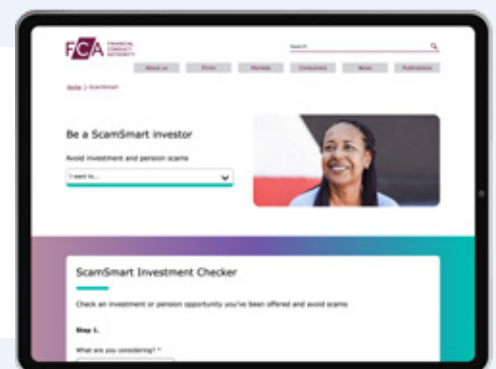 FCA FINANCIAL
CONDUCT
AUTHORITY
Search
About us Firms Markets Consumers News Publications
Home > ScamSmart
Be a ScamSmart investor
Avoid investment and pension scams
I want to...
ScamSmart Investment Checker
Check an investment or pension opportunity you've been offered and avoid scams
Step 1.
What are you considering? *